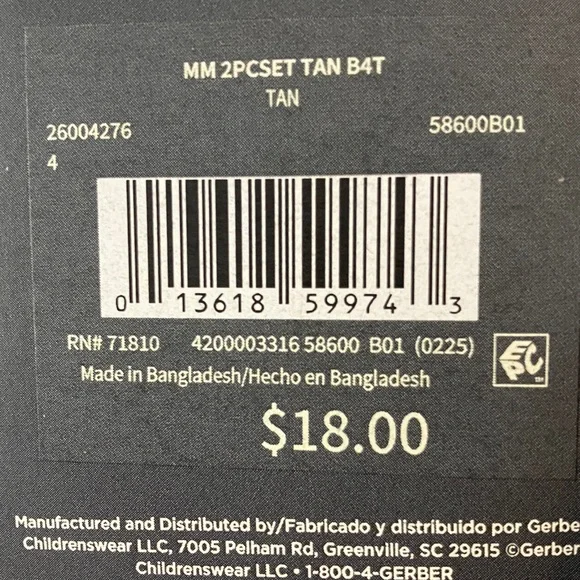 MM 2PCSET TAN B4T
TAN
26004276 58600B01
4
0 13618 59974 3
RN# 71810 4200003316 58600 B01 (0225)
EPC TM
Made in Bangladesh/Hecho en Bangladesh
$18.00
Manufactured and Distributed by/Fabricado y distribuido por Gerbe
Childrenswear LLC, 7005 Pelham Rd, Greenville, SC 29615 ©Gerber
Childrenswear LLC • 1-800-4-GERBER